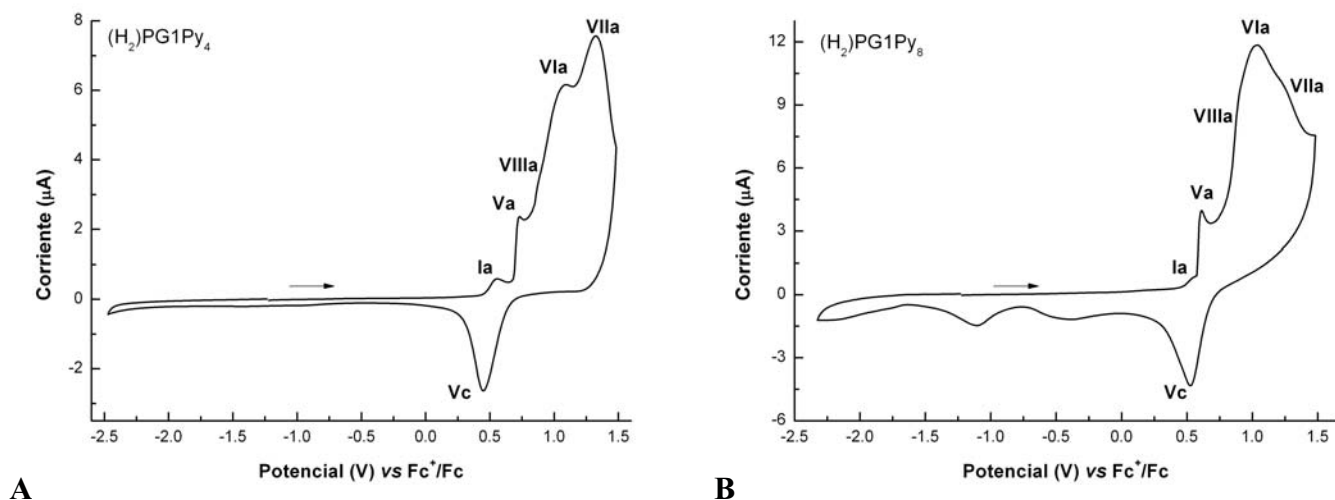 (H₂)PG1Py₄
VIIa
VIa
VIIIa
Va
Ia
Vc
8
6
4
2
0
-2
Corriente (µA)
-2.5 -2.0 -1.5 -1.0 -0.5 0.0 0.5 1.0 1.5
Potencial (V) vs Fc⁺/Fc
A
(H₂)PG1Py₈
VIa
VIIa
VIIIa
Va
Ia
Vc
12
9
6
3
0
-3
-6
Corriente (µA)
-2.5 -2.0 -1.5 -1.0 -0.5 0.0 0.5 1.0 1.5
Potencial (V) vs Fc⁺/Fc
B